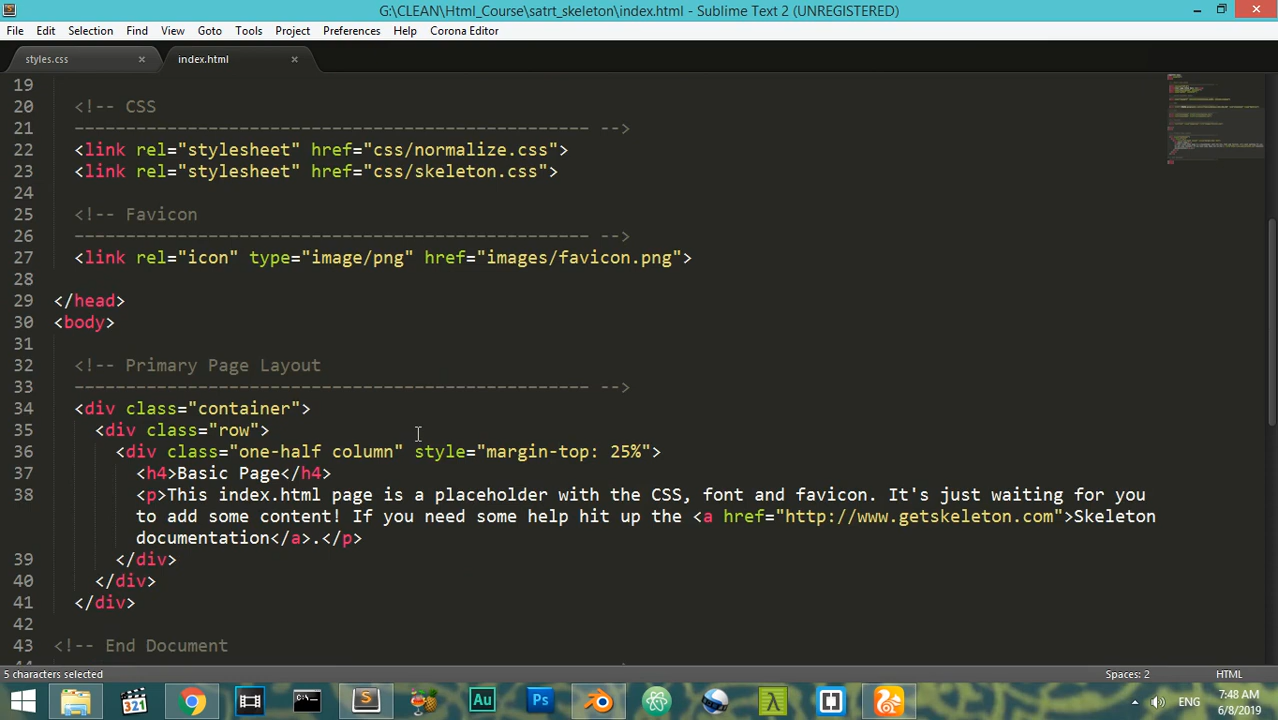 G:\CLEAN\Html_Course\satrt_skeleton\index.html - Sublime Text 2 (UNREGISTERED)
File Edit Selection Find View Goto Tools Project Preferences Help Corona Editor
styles.css index.html
19
20 <!-- CSS
21 –––––––––––––––––––––––––––––––––––––––––––––––––– -->
22 <link rel="stylesheet" href="css/normalize.css">
23 <link rel="stylesheet" href="css/skeleton.css">
24
25 <!-- Favicon
26 –––––––––––––––––––––––––––––––––––––––––––––––––– -->
27 <link rel="icon" type="image/png" href="images/favicon.png">
28
29 </head>
30 <body>
31
32 <!-- Primary Page Layout
33 –––––––––––––––––––––––––––––––––––––––––––––––––– -->
34 <div class="container">
35 <div class="row">
36 <div class="one-half column" style="margin-top: 25%">
37 <h4>Basic Page</h4>
38 <p>This index.html page is a placeholder with the CSS, font and favicon. It's just waiting for you
to add some content! If you need some help hit up the <a href="http://www.getskeleton.com">Skeleton
documentation</a>.</p>
39 </div>
40 </div>
41 </div>
42
43 <!-- End Document
5 characters selected Spaces: 2 HTML
321 Au Ps ENG 7:48 AM
6/8/2019